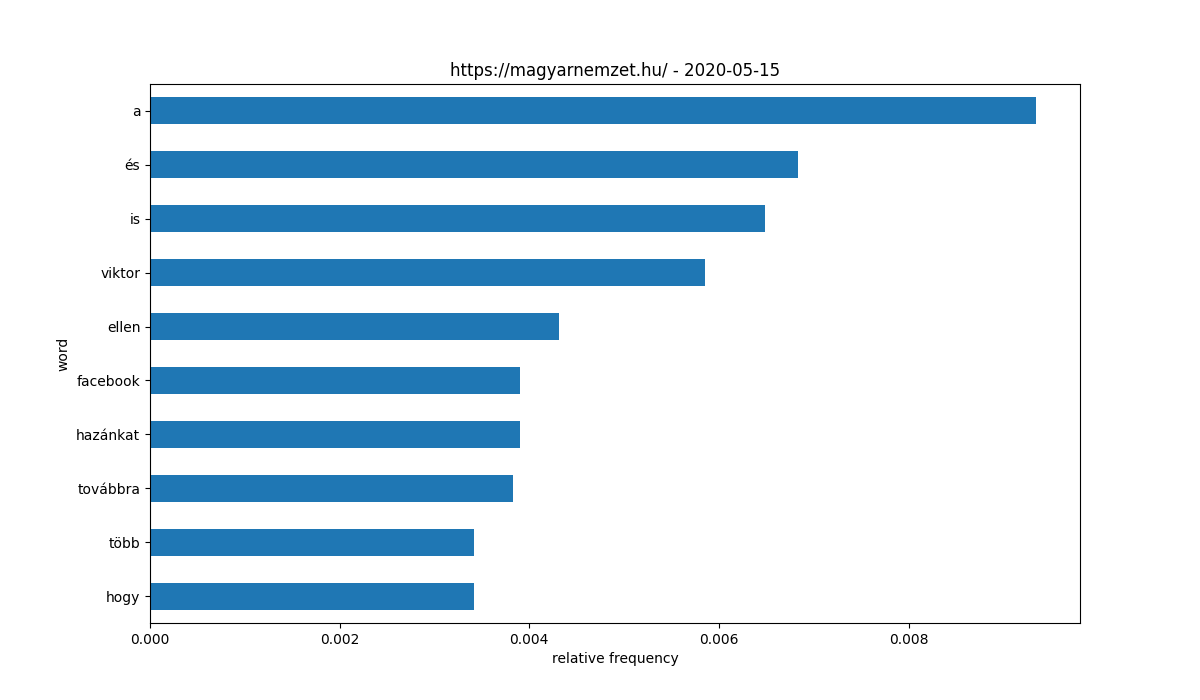 https://magyarnemzet.hu/ - 2020-05-15
a
és
is
viktor
ellen
facebook
hazánkat
továbbra
több
hogy
word
0.000 0.002 0.004 0.006 0.008
relative frequency